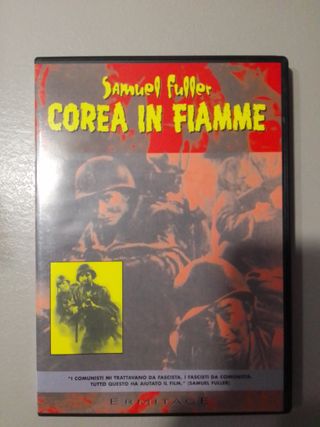 Samuel Fuller
COREA IN FIAMME
"I COMUNISTI MI TRATTAVANO DA FASCISTA, I FASCISTI DA COMUNISTA.
TUTTO QUESTO HA AIUTATO IL FILM." (SAMUEL FULLER)
ERMITAGE